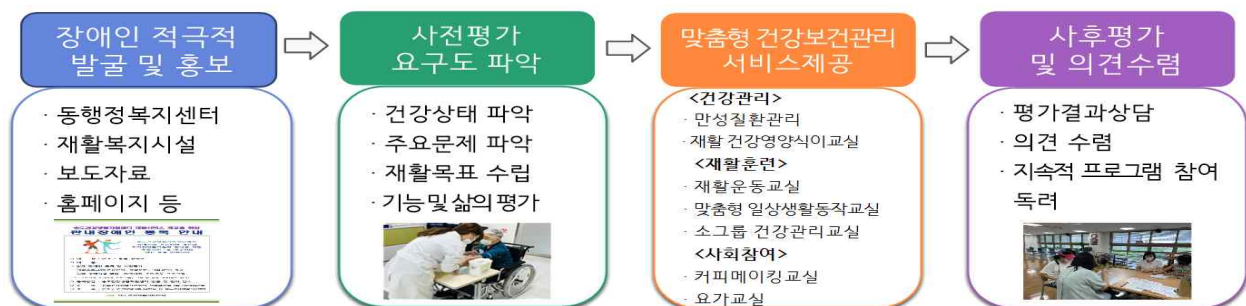 장애인 적극적
발굴 및 홍보
· 동행정복지센터
· 재활복지시설
· 보도자료
· 홈페이지 등
관내장애인 등록 안내
사전평가
요구도 파악
· 건강상태 파악
· 주요문제 파악
· 재활목표 수립
· 기능및삶의평가
맞춤형 건강보건관리
서비스제공
<건강관리>
· 만성질환관리
· 재활 건강영양식이교실
<재활훈련>
· 재활운동교실
· 맞춤형 일상생활동작교실
· 소그룹 건강관리교실
<사회참여>
· 커피메이킹교실
· 요가교실
사후평가
및 의견수렴
· 평가결과상담
· 의견 수렴
· 지속적 프로그램 참여
독려